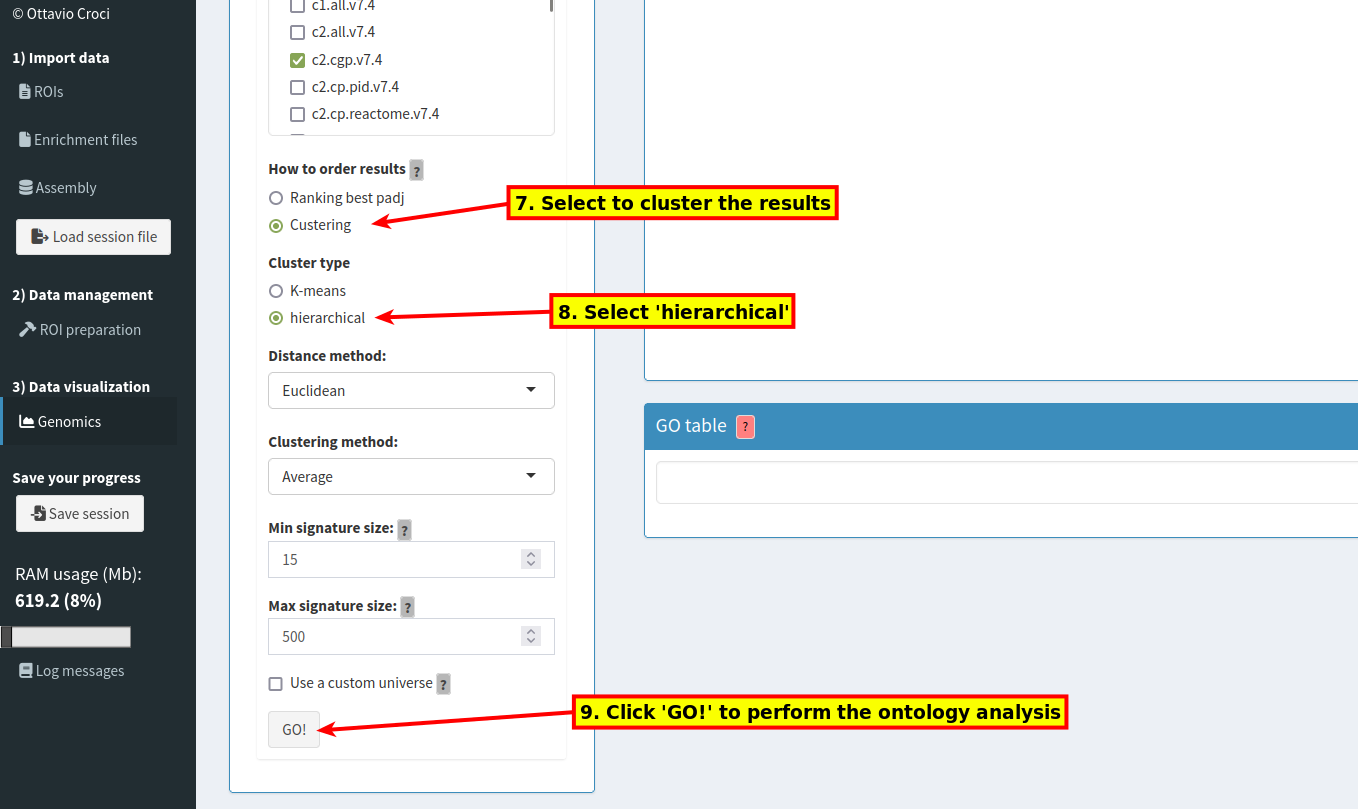 © Ottavio Croci
1) Import data
ROIs
Enrichment files
Assembly
Load session file
2) Data management
ROI preparation
3) Data visualization
Genomics
Save your progress
Save session
RAM usage (Mb):
619.2 (8%)
Log messages
c1.all.v7.4
c2.all.v7.4
c2.cgp.v7.4
c2.cp.pid.v7.4
c2.cp.reactome.v7.4
How to order results ?
Ranking best padj
Custering
7. Select to cluster the results
Cluster type
K-means
hierarchical
8. Select 'hierarchical'
Distance method:
Euclidean
Clustering method:
Average
Min signature size: ?
15
Max signature size: ?
500
Use a custom universe ?
GO!
9. Click 'GO!' to perform the ontology analysis
GO table ?